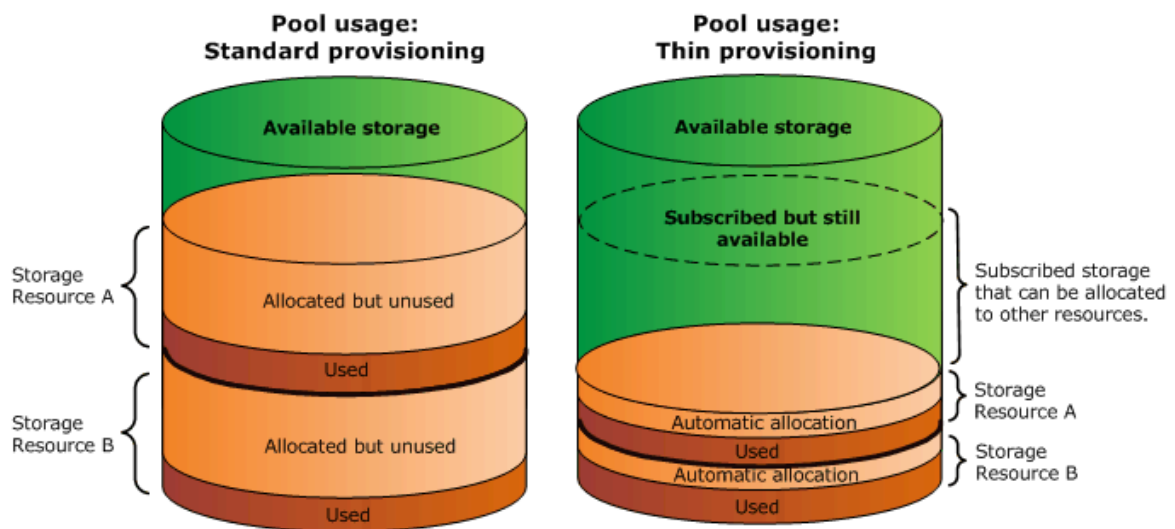 Pool usage:
Standard provisioning
Available storage
Storage
Resource A
Allocated but unused
Used
Storage
Resource B
Allocated but unused
Used
Pool usage:
Thin provisioning
Available storage
Subscribed but still
available
Subscribed storage
that can be allocated
to other resources.
Automatic allocation
Used
Storage
Resource A
Automatic allocation
Used
Storage
Resource B